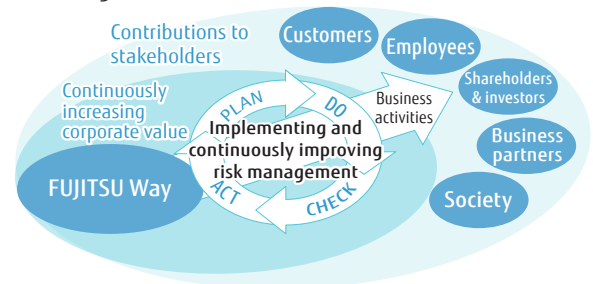 Contributions to
stakeholders
Customers
Employees
Shareholders
& investors
Business
partners
Society
Continuously
increasing
corporate value
PLAN
DO
Business
activities
Implementing and
continuously improving
risk management
FUJITSU Way
ACT
CHECK